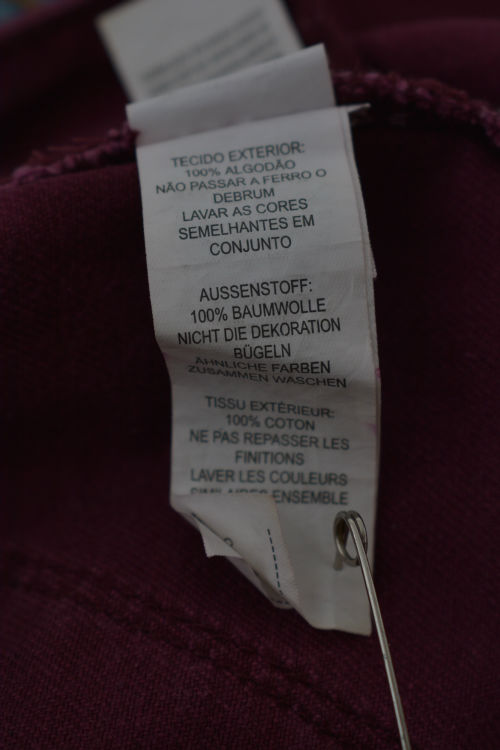 TECIDO EXTERIOR:
100% ALGODÃO
NÃO PASSAR A FERRO O
DEBRUM
LAVAR AS CORES
SEMELHANTES EM
CONJUNTO
AUSSENSTOFF:
100% BAUMWOLLE
NICHT DIE DEKORATION
BÜGELN
ÄHNLICHE FARBEN
ZUSAMMEN WASCHEN
TISSU EXTÉRIEUR:
100% COTON
NE PAS REPASSER LES
FINITIONS
LAVER LES COULEURS
SIMILAIRES ENSEMBLE